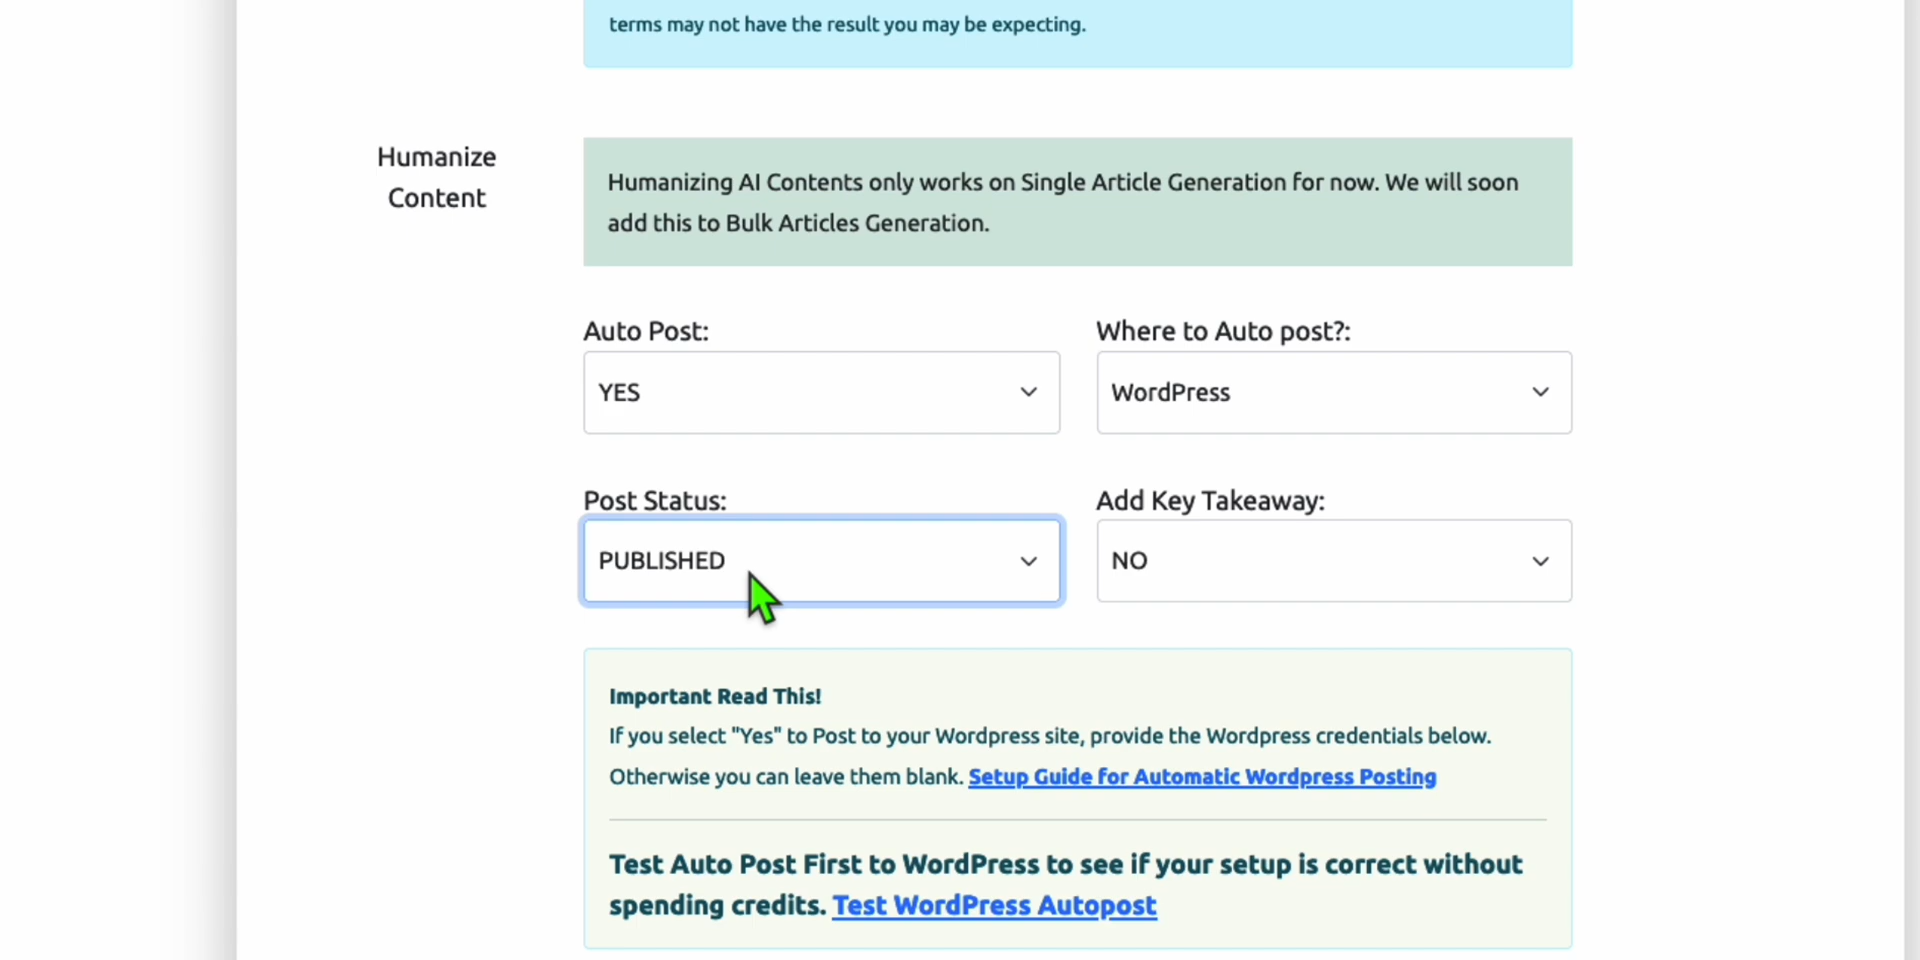 terms may not have the result you may be expecting.
Humanize
Content
Humanizing AI Contents only works on Single Article Generation for now. We will soon
add this to Bulk Articles Generation.
Auto Post:
YES
Where to Auto post?:
WordPress
Post Status:
PUBLISHED
Add Key Takeaway:
NO
Important Read This!
If you select "Yes" to Post to your Wordpress site, provide the Wordpress credentials below.
Otherwise you can leave them blank. Setup Guide for Automatic Wordpress Posting
Test Auto Post First to WordPress to see if your setup is correct without
spending credits. Test WordPress Autopost